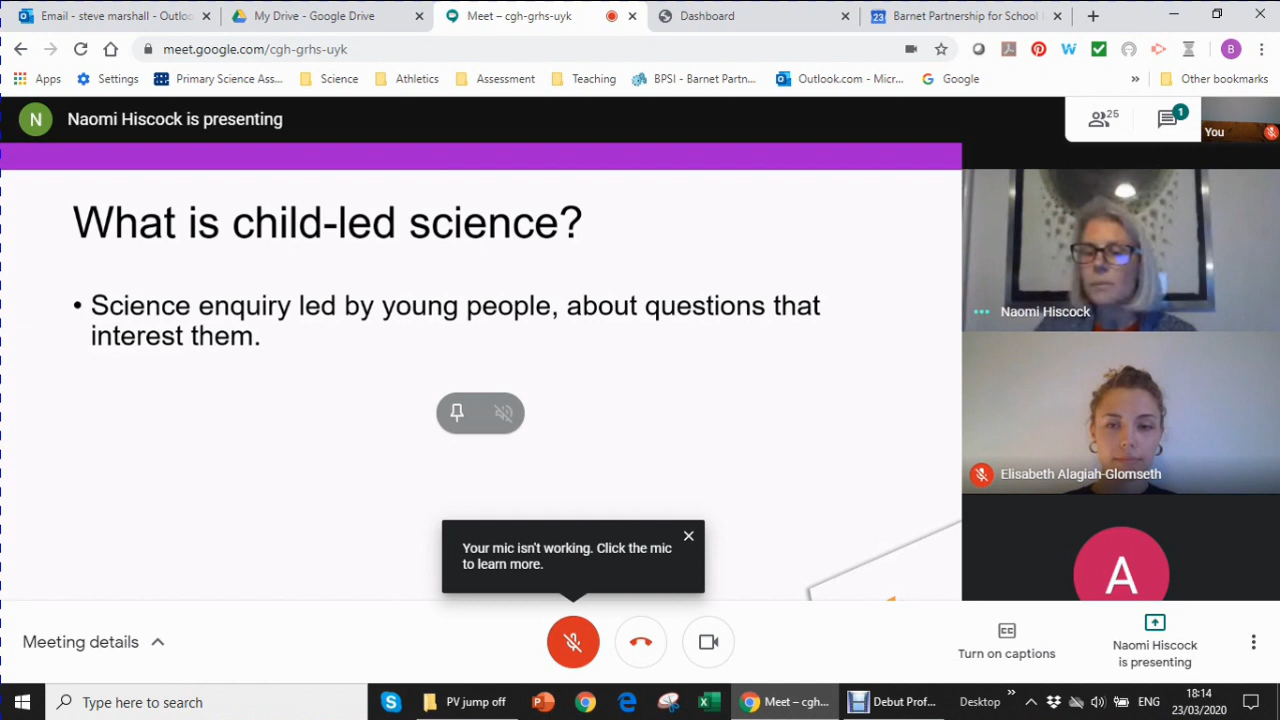 Email - steve marshall - Outloo
My Drive - Google Drive
Meet – cgh-grhs-uyk
Dashboard
23
Barnet Partnership for School I
meet.google.com/cgh-grhs-uyk
B
Apps
Settings
Primary Science Ass...
Science
Athletics
Assessment
Teaching
BPSI - Barnet Partn...
Outlook.com - Micr...
Google
»
Other bookmarks
N
Naomi Hiscock is presenting
25
1
You
What is child-led science?
• Science enquiry led by young people, about questions that
interest them.
Naomi Hiscock
Elisabeth Alagiah-Glomseth
A
Your mic isn't working. Click the mic
to learn more.
Meeting details
CC
Turn on captions
Naomi Hiscock
is presenting
Type here to search
PV jump off
Meet – cgh-...
Debut Prof...
Desktop
»
ENG
18:14
23/03/2020